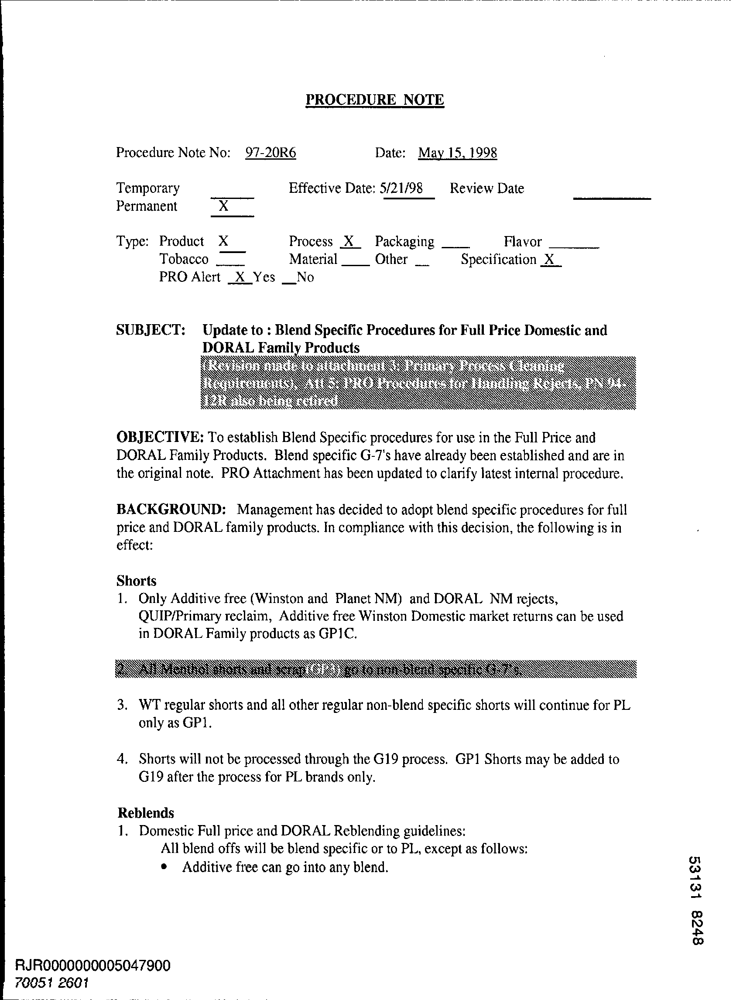 PROCEDURE NOTE
Procedure Note No: 97-20R6 Date: May 15, 1998
Temporary Effective Date: 5/21/98 Review Date
Permanent X
Type: Product X Process X Packaging ____ Flavor ______
Tobacco ____ Material ____ Other __ Specification X
PRO Alert X Yes __No
SUBJECT: Update to : Blend Specific Procedures for Full Price Domestic and
DORAL Family Products
(Revision made to attachment 3: Primary Process Cleaning
Requirements), Att 5: PRO Procedures for Handling Rejects, PN 94-
12R also being retired
OBJECTIVE: To establish Blend Specific procedures for use in the Full Price and
DORAL Family Products. Blend specific G-7's have already been established and are in
the original note. PRO Attachment has been updated to clarify latest internal procedure.
BACKGROUND: Management has decided to adopt blend specific procedures for full
price and DORAL family products. In compliance with this decision, the following is in
effect:
Shorts
1. Only Additive free (Winston and Planet NM) and DORAL NM rejects,
QUIP/Primary reclaim, Additive free Winston Domestic market returns can be used
in DORAL Family products as GP1C.
2. All Menthol shorts and scrap(GP3) go to non-blend specific G-7's.
3. WT regular shorts and all other regular non-blend specific shorts will continue for PL
only as GP1.
4. Shorts will not be processed through the G19 process. GP1 Shorts may be added to
G19 after the process for PL brands only.
Reblends
1. Domestic Full price and DORAL Reblending guidelines:
All blend offs will be blend specific or to PL, except as follows:
• Additive free can go into any blend.
53131 8248
RJR0000000005047900
70051 2601